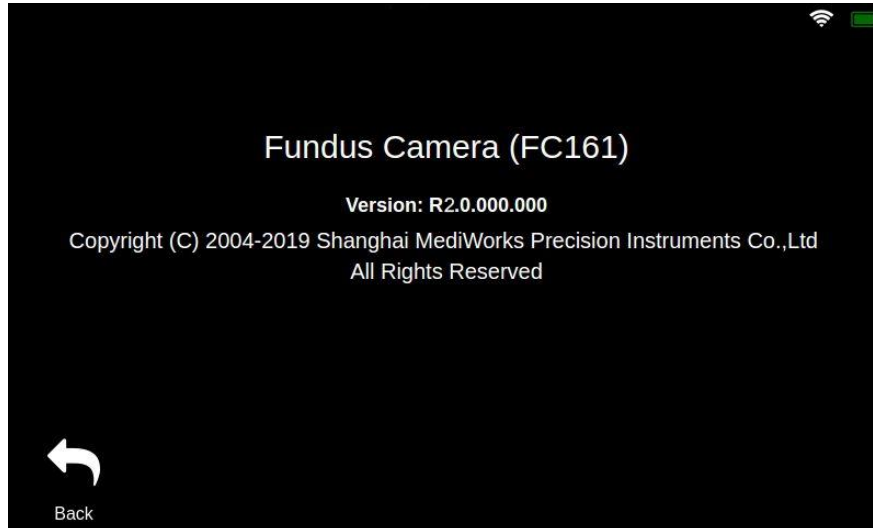 Fundus Camera (FC161)
Version: R2.0.000.000
Copyright (C) 2004-2019 Shanghai MediWorks Precision Instruments Co.,Ltd
All Rights Reserved
Back